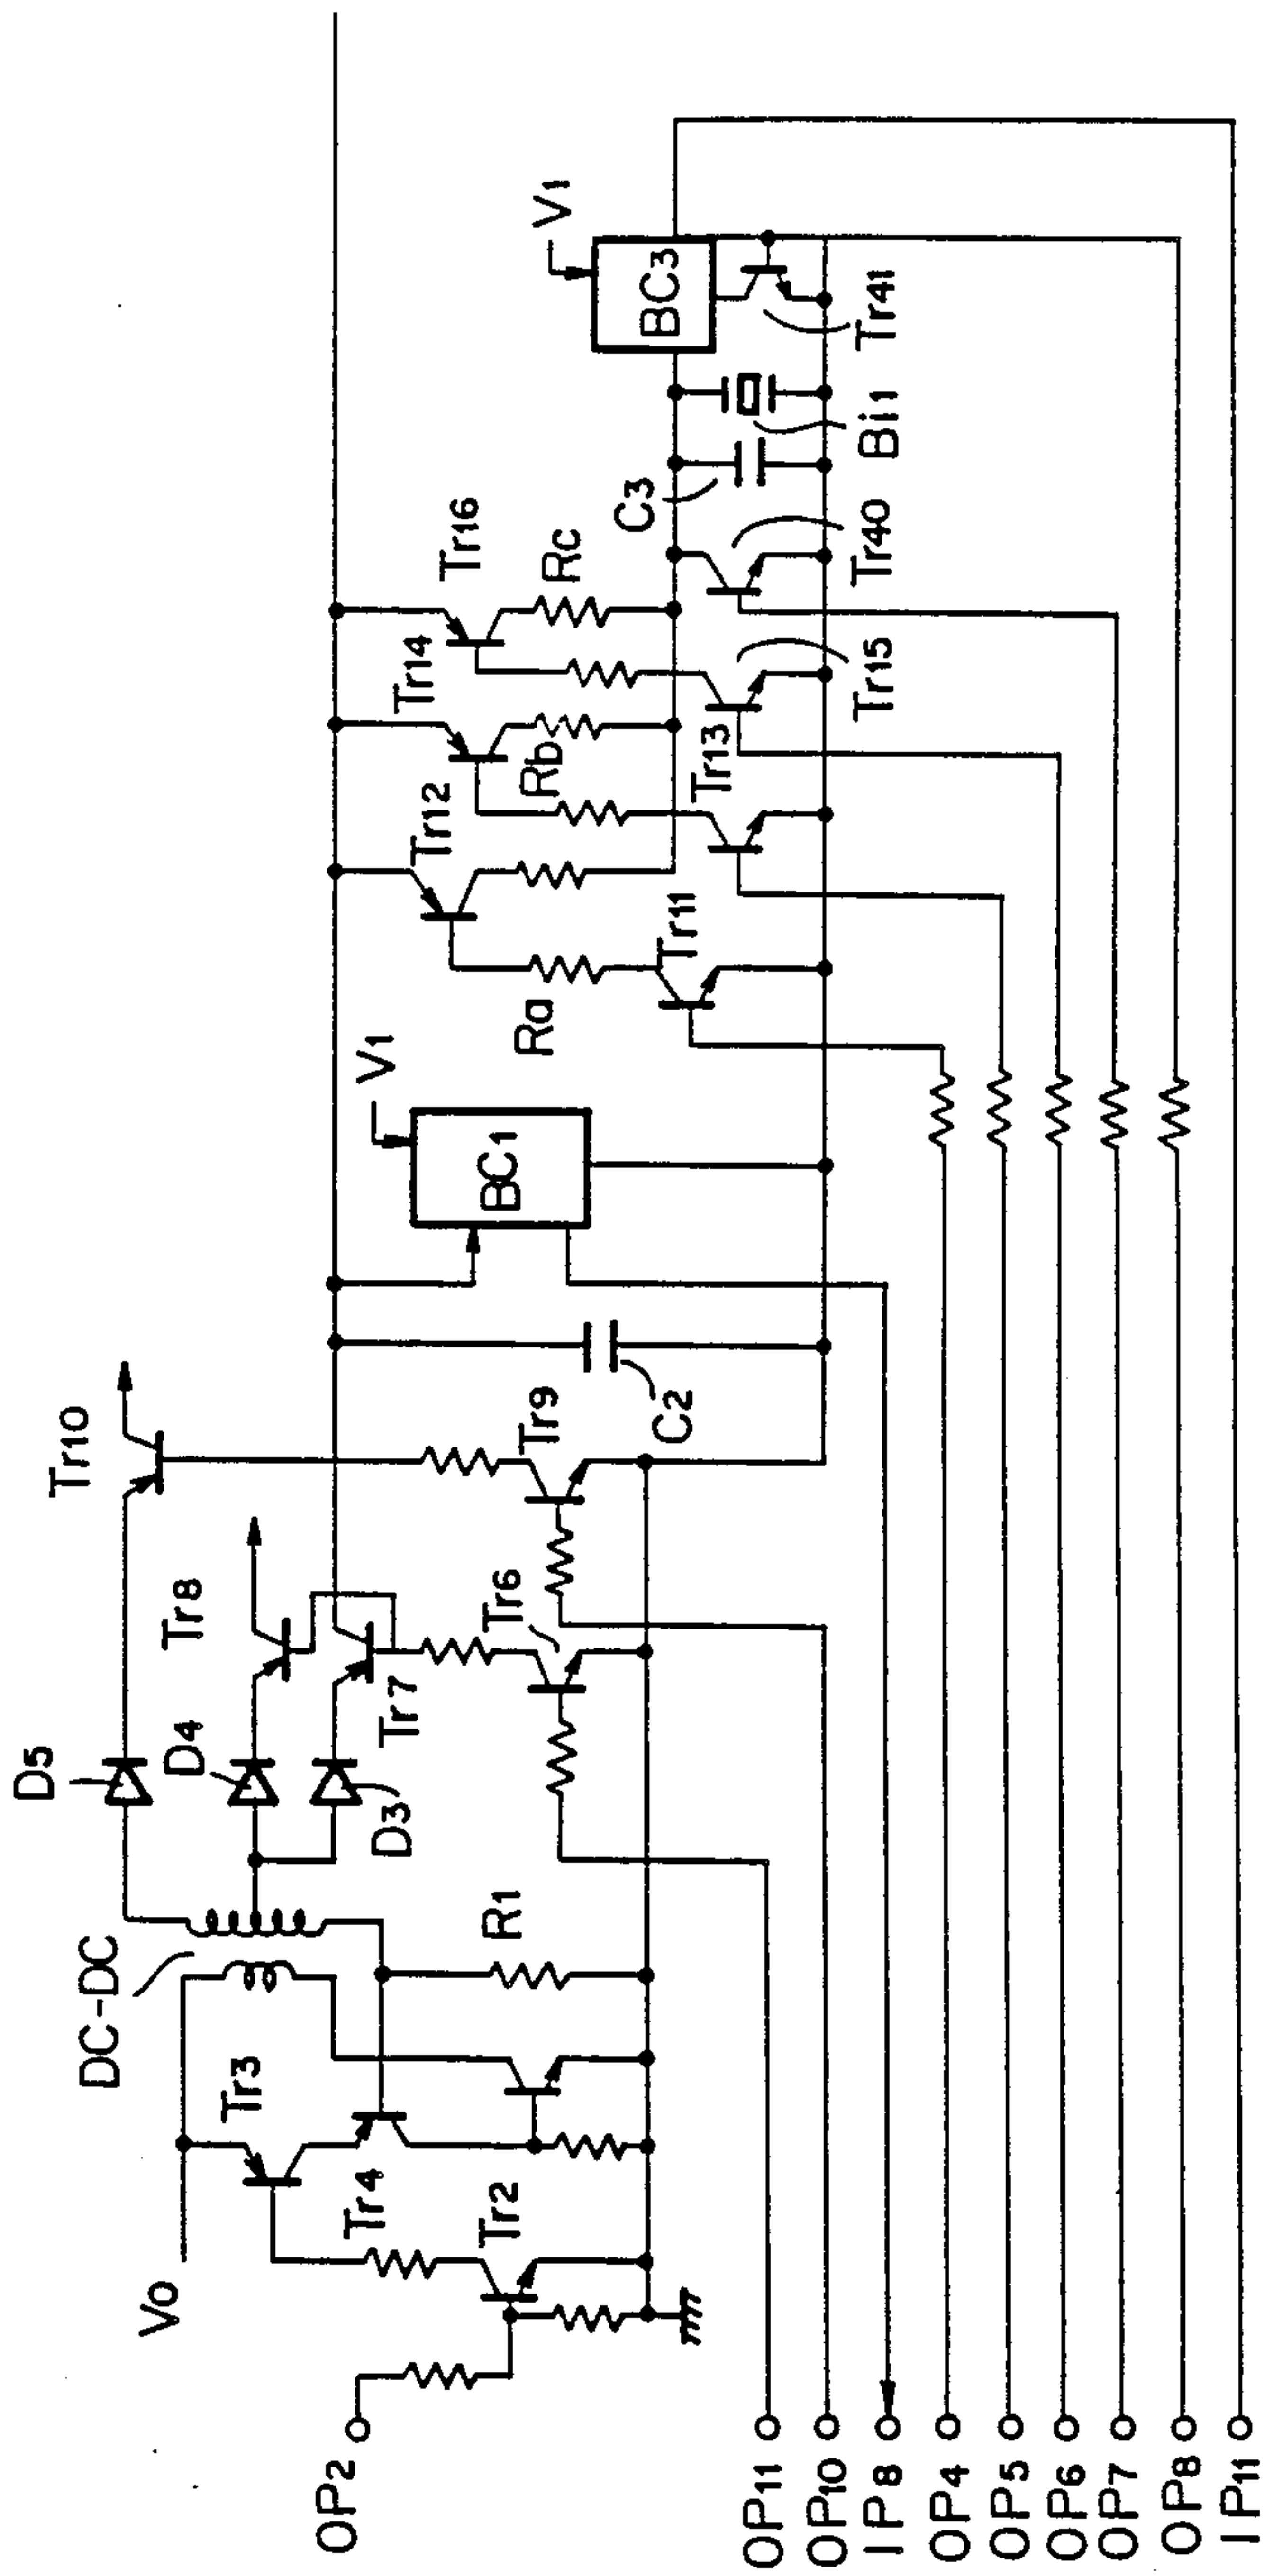 OP2
Vo
Tr3
DC-DC
Tr4
Tr2
R1
D5
D4
D3
Tr10
Tr8
Tr7
Tr6
Tr9
C2
V1
BC1
Ra
Tr11
Tr12
Rb
Tr13
Tr14
Tr15
Tr16
Rc
Tr40
C3
Bi1
V1
BC3
Tr41
OP11
OP10
IP8
OP4
OP5
OP6
OP7
OP8
IP11